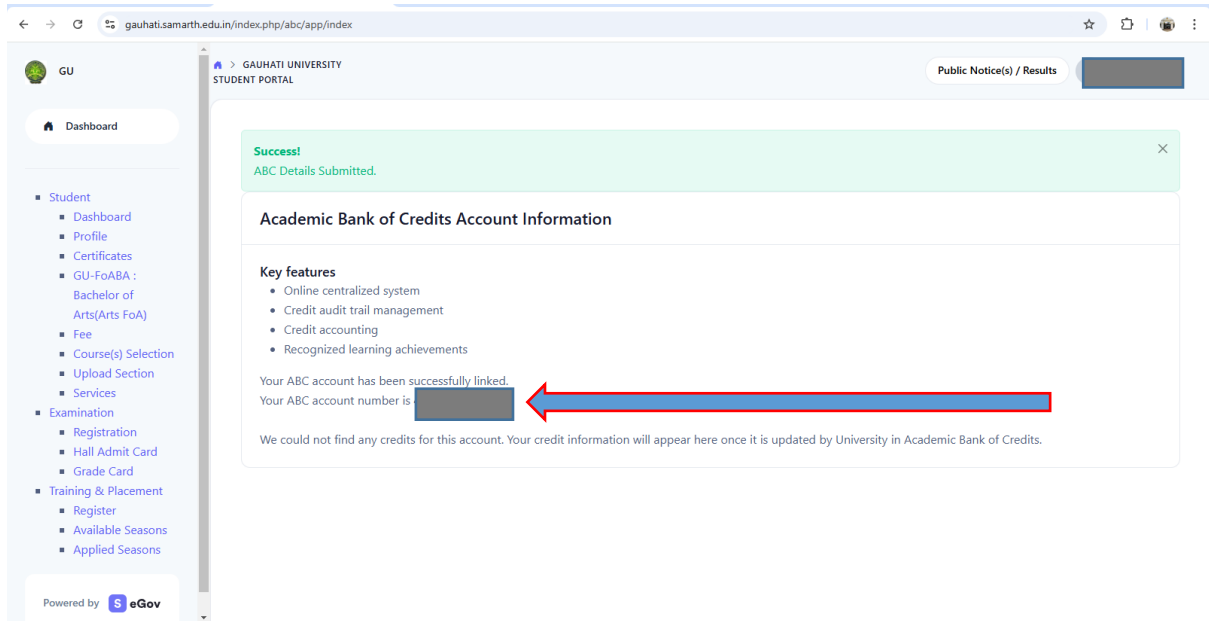 gauhati.samarth.edu.in/index.php/abc/app/index
GU
> GAUHATI UNIVERSITY
STUDENT PORTAL
Public Notice(s) / Results
Dashboard
Success!
ABC Details Submitted.
Academic Bank of Credits Account Information
Key features
Online centralized system
Credit audit trail management
Credit accounting
Recognized learning achievements
Your ABC account has been successfully linked.
Your ABC account number is
We could not find any credits for this account. Your credit information will appear here once it is updated by University in Academic Bank of Credits.
Student
Dashboard
Profile
Certificates
GU-FoABA :
Bachelor of
Arts(Arts FoA)
Fee
Course(s) Selection
Upload Section
Services
Examination
Registration
Hall Admit Card
Grade Card
Training & Placement
Register
Available Seasons
Applied Seasons
Powered by S eGov